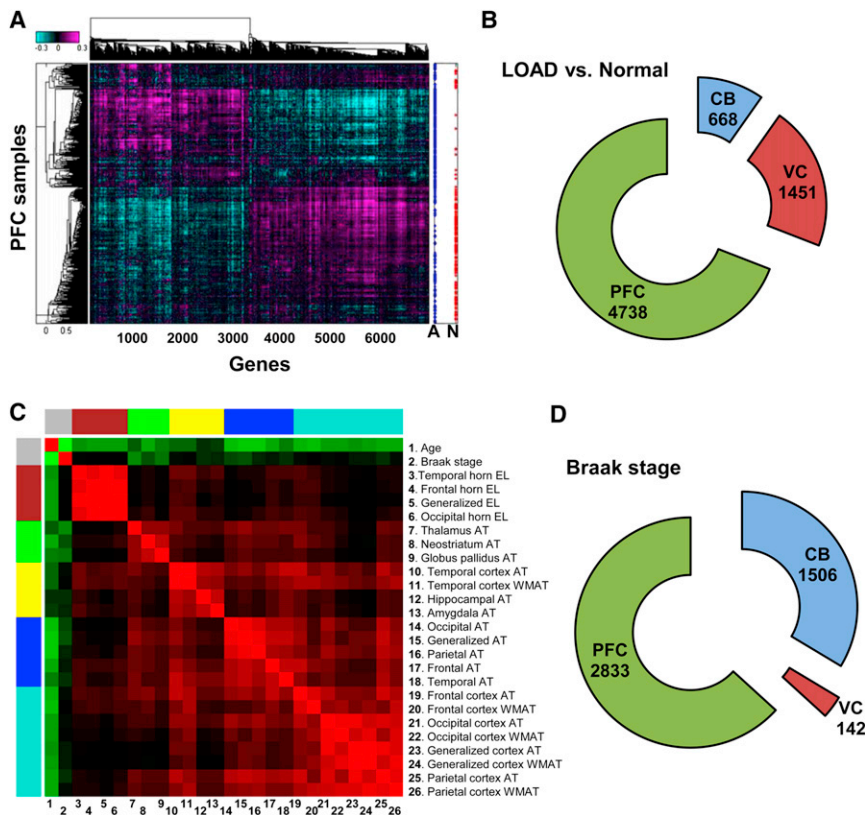 A
-0.3 0 0.3
PFC samples
0 0.5
1000 2000 3000 4000 5000 6000
A N
Genes
B
LOAD vs. Normal
CB
668
VC
1451
PFC
4738
C
1. Age
2. Braak stage
3.Temporal horn EL
4. Frontal horn EL
5. Generalized EL
6. Occipital horn EL
7. Thalamus AT
8. Neostriatum AT
9. Globus pallidus AT
10. Temporal cortex AT
11. Temporal cortex WMAT
12. Hippocampal AT
13. Amygdala AT
14. Occipital AT
15. Generalized AT
16. Parietal AT
17. Frontal AT
18. Temporal AT
19. Frontal cortex AT
20. Frontal cortex WMAT
21. Occipital cortex AT
22. Occipital cortex WMAT
23. Generalized cortex AT
24. Generalized cortex WMAT
25. Parietal cortex AT
26. Parietal cortex WMAT
1 3 5 7 9 11 13 15 17 19 21 23 25
2 4 6 8 10 12 14 16 18 20 22 24 26
D
Braak stage
CB
1506
PFC
2833
VC
142